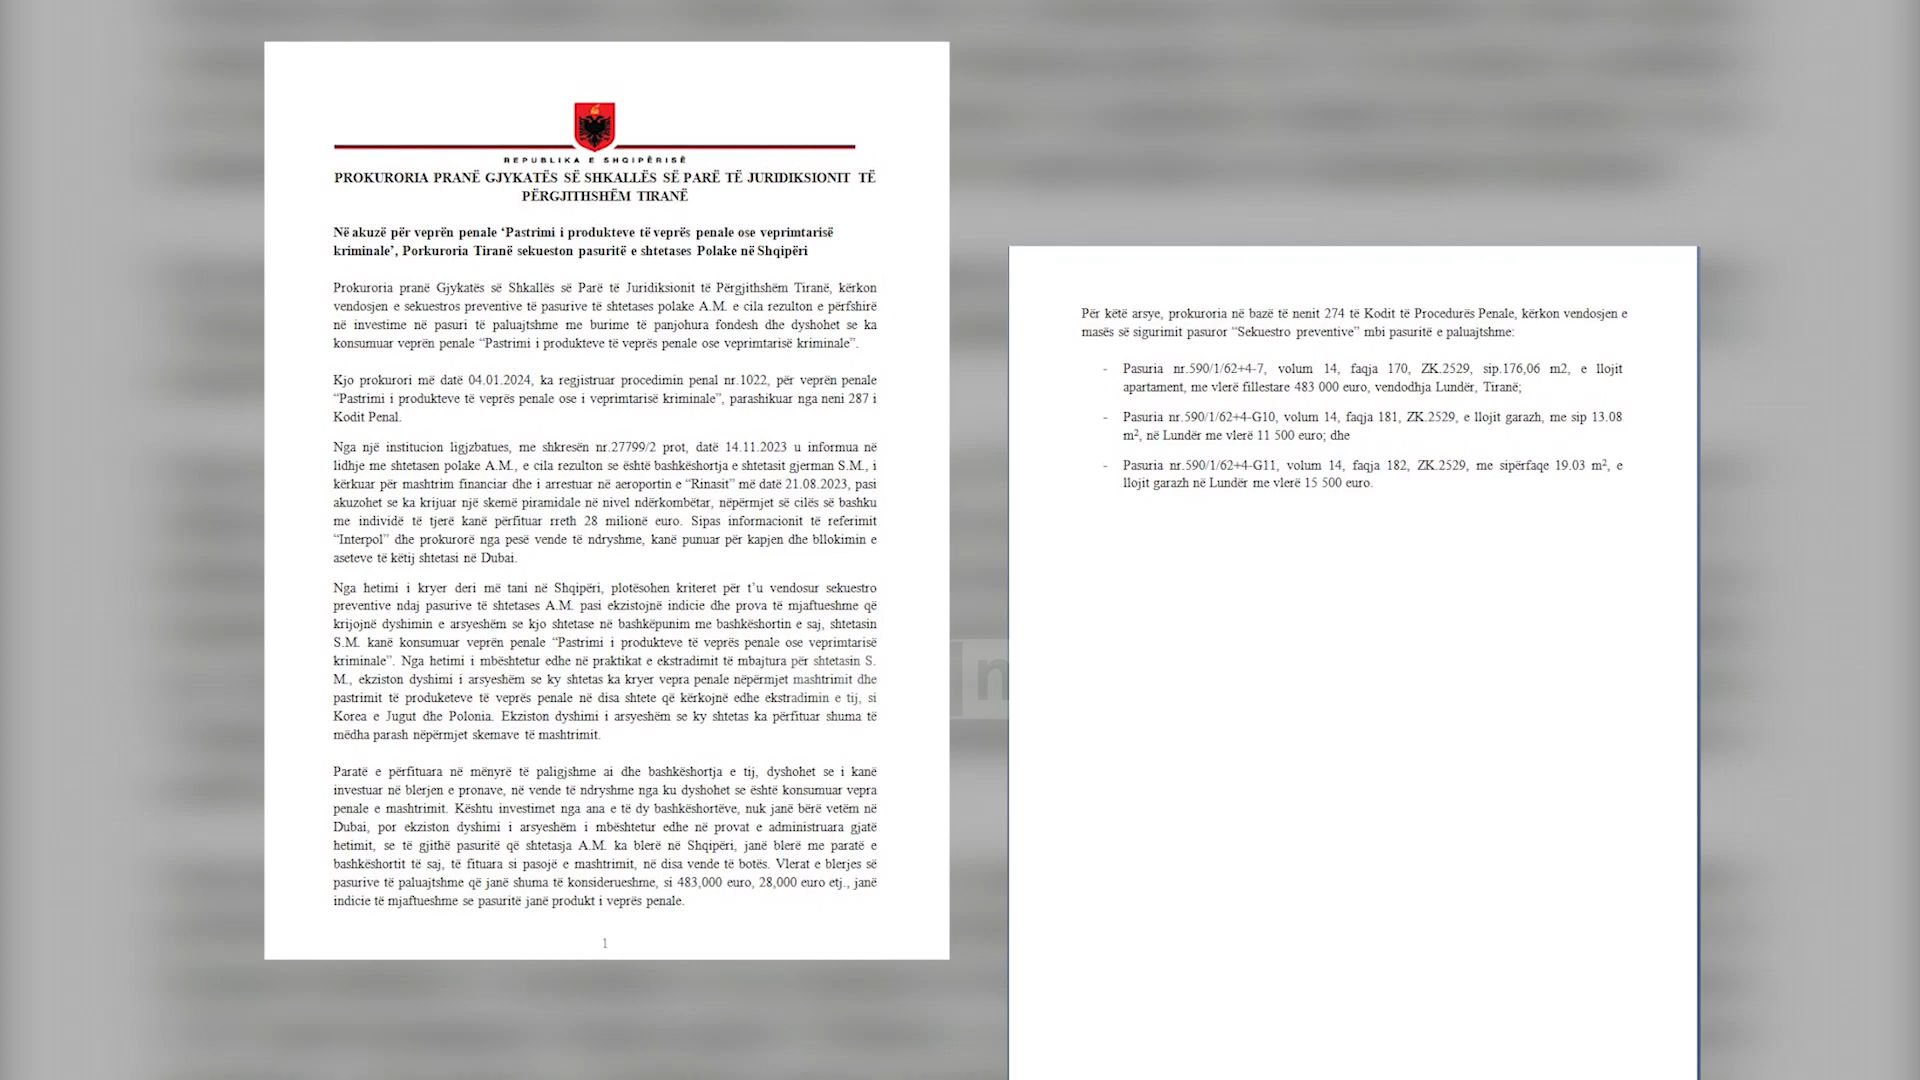 REPUBLIKA E SHQIPËRISË
PROKURORIA PRANË GJYKATËS SË SHKALLËS SË PARË TË JURIDIKSIONIT TË
PËRGJITHSHËM TIRANË
Në akuzë për veprën penale ‘Pastrimi i produkteve të veprës penale ose veprimtarisë
kriminale’, Porkuroria Tiranë sekueston pasuritë e shtetases Polake në Shqipëri
Prokuroria pranë Gjykatës së Shkallës së Parë të Juridiksionit të Përgjithshëm Tiranë, kërkon
vendosjen e sekuestros preventive të pasurive të shtetases polake A.M. e cila rezulton e përfshirë
në investime në pasuri të paluajtshme me burime të panjohura fondesh dhe dyshohet se ka
konsumuar veprën penale “Pastrimi i produkteve të veprës penale ose veprimtarisë kriminale”.
Kjo prokurori më datë 04.01.2024, ka regjistruar procedimin penal nr.1022, për veprën penale
“Pastrimi i produkteve të veprës penale ose i veprimtarisë kriminale”, parashikuar nga neni 287 i
Kodit Penal.
Nga një institucion ligjzbatues, me shkresën nr.27799/2 prot, datë 14.11.2023 u informua në
lidhje me shtetasen polake A.M., e cila rezulton se është bashkëshortja e shtetasit gjerman S.M., i
kërkuar për mashtrim financiar dhe i arrestuar në aeroportin e “Rinasit” më datë 21.08.2023, pasi
akuzohet se ka krijuar një skemë piramidale në nivel ndërkombëtar, nëpërmjet së cilës së bashku
me individë të tjerë kanë përfituar rreth 28 milionë euro. Sipas informacionit të referimit
“Interpol” dhe prokurorë nga pesë vende të ndryshme, kanë punuar për kapjen dhe bllokimin e
aseteve të këtij shtetasi në Dubai.
Nga hetimi i kryer deri më tani në Shqipëri, plotësohen kriteret për t’u vendosur sekuestro
preventive ndaj pasurive të shtetases A.M. pasi ekzistojnë indicie dhe prova të mjaftueshme që
krijojnë dyshimin e arsyeshëm se kjo shtetase në bashkëpunim me bashkëshortin e saj, shtetasin
S.M. kanë konsumuar veprën penale “Pastrimi i produkteve të veprës penale ose veprimtarisë
kriminale”. Nga hetimi i mbështetur edhe në praktikat e ekstradimit të mbajtura për shtetasin S.
M., ekziston dyshimi i arsyeshëm se ky shtetas ka kryer vepra penale nëpërmjet mashtrimit dhe
pastrimit të produketeve të veprës penale në disa shtete që kërkojnë edhe ekstradimin e tij, si
Korea e Jugut dhe Polonia. Ekziston dyshimi i arsyeshëm se ky shtetas ka përfituar shuma të
mëdha parash nëpërmjet skemave të mashtrimit.
Paratë e përfituara në mënyrë të paligjshme ai dhe bashkëshortja e tij, dyshohet se i kanë
investuar në blerjen e pronave, në vende të ndryshme nga ku dyshohet se është konsumuar vepra
penale e mashtrimit. Kështu investimet nga ana e të dy bashkëshortëve, nuk janë bërë vetëm në
Dubai, por ekziston dyshimi i arsyeshëm i mbështetur edhe në provat e administruara gjatë
hetimit, se të gjithë pasuritë që shtetasja A.M. ka blerë në Shqipëri, janë blerë me paratë e
bashkëshortit të saj, të fituara si pasojë e mashtrimit, në disa vende të botës. Vlerat e blerjes së
pasurive të paluajtshme që janë shuma të konsiderueshme, si 483,000 euro, 28,000 euro etj., janë
indicie të mjaftueshme se pasuritë janë produkt i veprës penale.
1
Për këtë arsye, prokuroria në bazë të nenit 274 të Kodit të Procedurës Penale, kërkon vendosjen e
masës së sigurimit pasuror “Sekuestro preventive” mbi pasuritë e paluajtshme:
- Pasuria nr.590/1/62+4-7, volum 14, faqja 170, ZK.2529, sip.176,06 m2, e llojit
apartament, me vlerë fillestare 483 000 euro, vendodhja Lundër, Tiranë;
- Pasuria nr.590/1/62+4-G10, volum 14, faqja 181, ZK.2529, e llojit garazh, me sip 13.08
m², në Lundër me vlerë 11 500 euro; dhe
- Pasuria nr.590/1/62+4-G11, volum 14, faqja 182, ZK.2529, me sipërfaqe 19.03 m², e
llojit garazh në Lundër me vlerë 15 500 euro.